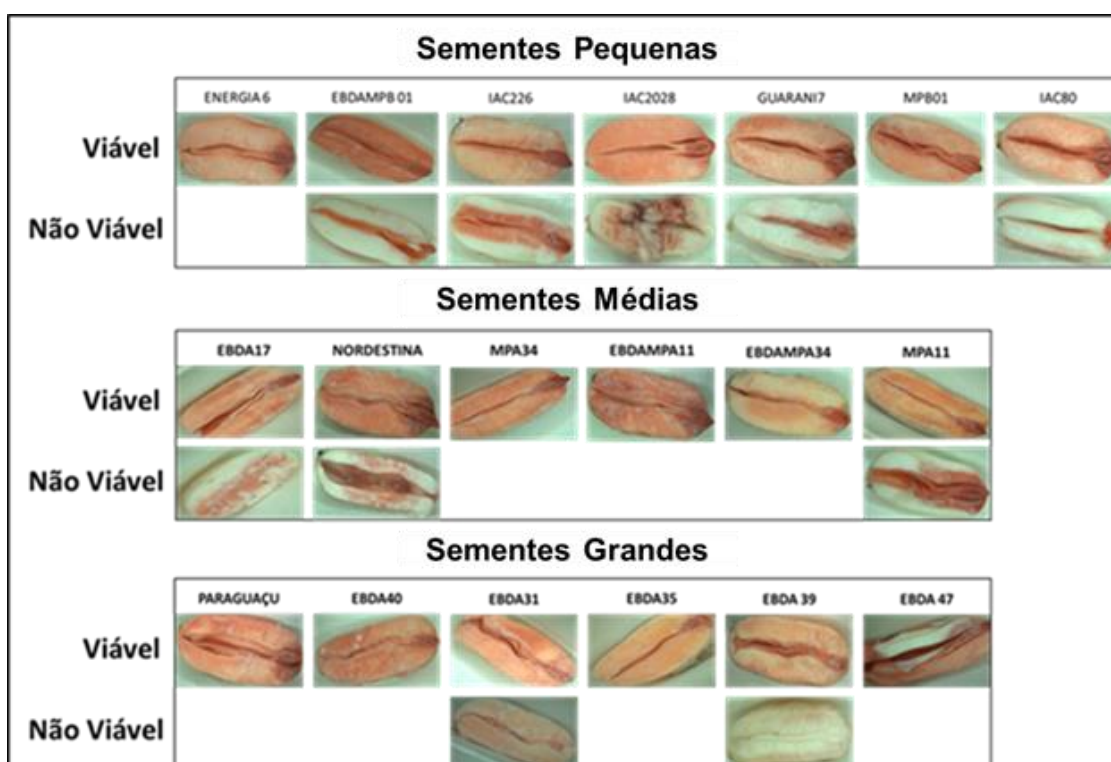 Sementes Pequenas
ENERGIA 6 EBDAMPB 01 IAC226 IAC2028 GUARANI7 MPB01 IAC80
Viável
Não Viável
Sementes Médias
EBDA17 NORDESTINA MPA34 EBDAMPA11 EBDAMPA34 MPA11
Viável
Não Viável
Sementes Grandes
PARAGUAÇU EBDA40 EBDA31 EBDA35 EBDA 39 EBDA 47
Viável
Não Viável